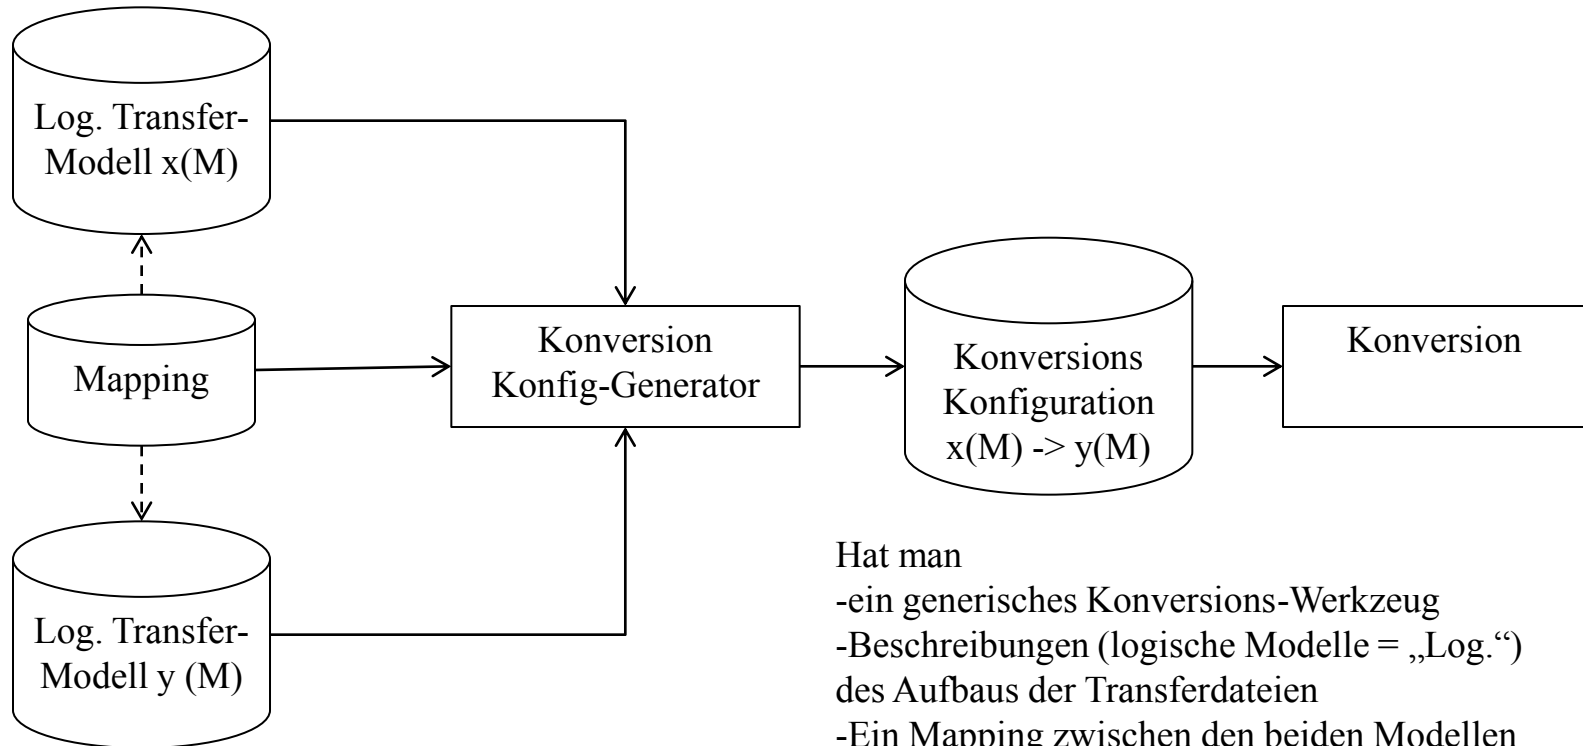 Log. Transfer-
Modell x(M)
Mapping
Log. Transfer-
Modell y (M)
Konversion
Konfig-Generator
Konversions
Konfiguration
x(M) -> y(M)
Konversion
Hat man
-ein generisches Konversions-Werkzeug
-Beschreibungen (logische Modelle = „Log.“)
des Aufbaus der Transferdateien
-Ein Mapping zwischen den beiden Modellen